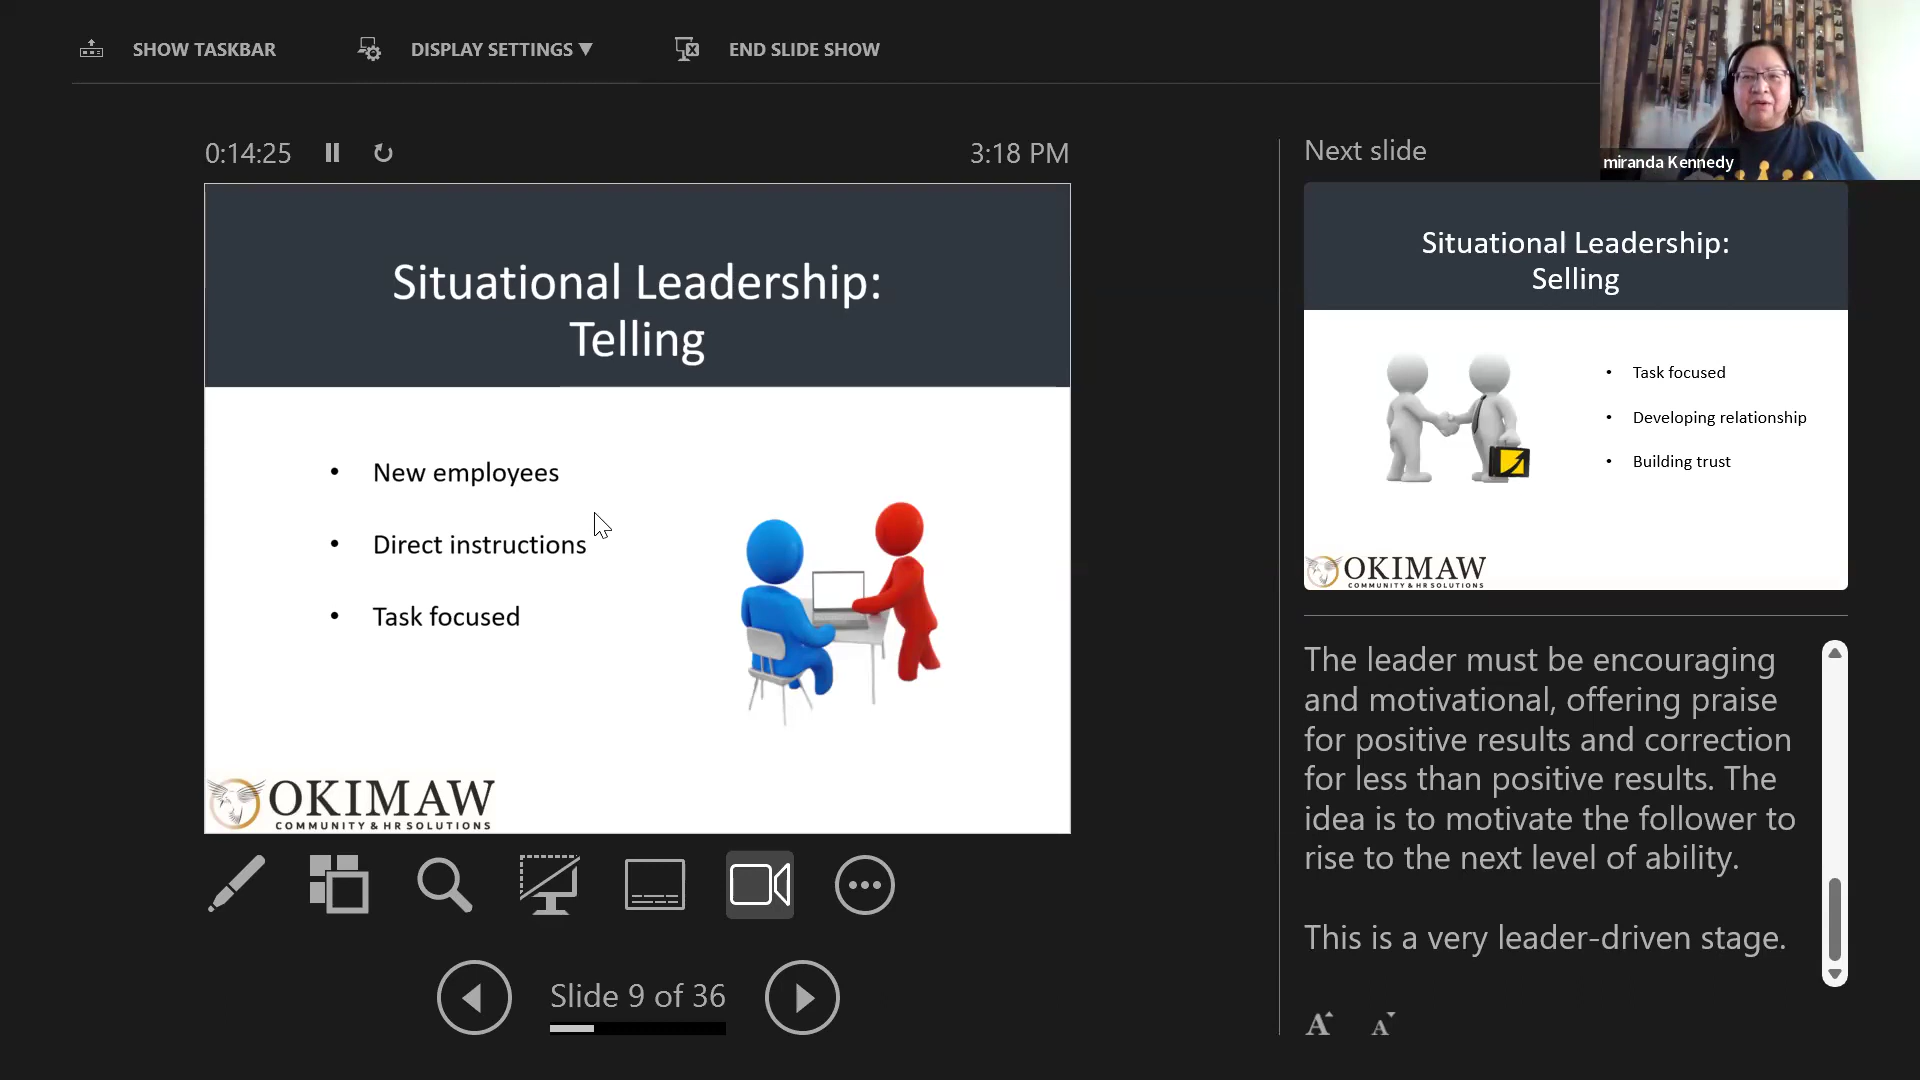 SHOW TASKBAR
DISPLAY SETTINGS ▼
END SLIDE SHOW
miranda Kennedy
0:14:25
3:18 PM
Situational Leadership:
Telling
• New employees
• Direct instructions
• Task focused
OKIMAW
COMMUNITY & HR SOLUTIONS
Slide 9 of 36
Next slide
Situational Leadership:
Selling
• Task focused
• Developing relationship
• Building trust
OKIMAW
COMMUNITY & HR SOLUTIONS
The leader must be encouraging
and motivational, offering praise
for positive results and correction
for less than positive results. The
idea is to motivate the follower to
rise to the next level of ability.
This is a very leader-driven stage.
A A